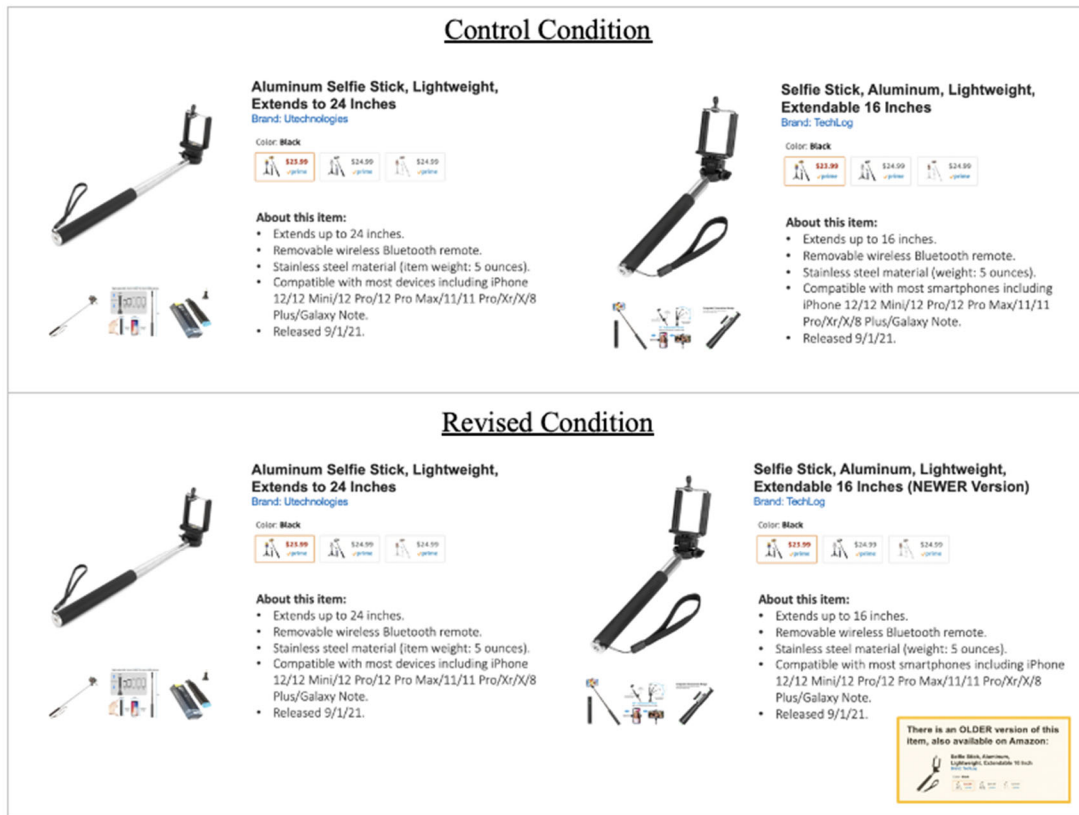 Control Condition
Aluminum Selfie Stick, Lightweight,
Extends to 24 Inches
Brand: Utechnologies
Color: Black
$23.99 $24.99 $24.99
prime prime prime
About this item:
• Extends up to 24 inches.
• Removable wireless Bluetooth remote.
• Stainless steel material (item weight: 5 ounces).
• Compatible with most devices including iPhone
12/12 Mini/12 Pro/12 Pro Max/11/11 Pro/Xr/X/8
Plus/Galaxy Note.
• Released 9/1/21.
Selfie Stick, Aluminum, Lightweight,
Extendable 16 Inches
Brand: TechLog
Color: Black
$23.99 $24.99 $24.99
prime prime prime
About this item:
• Extends up to 16 inches.
• Removable wireless Bluetooth remote.
• Stainless steel material (weight: 5 ounces).
• Compatible with most smartphones including
iPhone 12/12 Mini/12 Pro/12 Pro Max/11/11
Pro/Xr/X/8 Plus/Galaxy Note.
• Released 9/1/21.
Revised Condition
Aluminum Selfie Stick, Lightweight,
Extends to 24 Inches
Brand: Utechnologies
Color: Black
$23.99 $24.99 $24.99
prime prime prime
About this item:
• Extends up to 24 inches.
• Removable wireless Bluetooth remote.
• Stainless steel material (item weight: 5 ounces).
• Compatible with most devices including iPhone
12/12 Mini/12 Pro/12 Pro Max/11/11 Pro/Xr/X/8
Plus/Galaxy Note.
• Released 9/1/21.
Selfie Stick, Aluminum, Lightweight,
Extendable 16 Inches (NEWER Version)
Brand: TechLog
Color: Black
$23.99 $24.99 $24.99
prime prime prime
About this item:
• Extends up to 16 inches.
• Removable wireless Bluetooth remote.
• Stainless steel material (weight: 5 ounces).
• Compatible with most smartphones including iPhone
12/12 Mini/12 Pro/12 Pro Max/11/11 Pro/Xr/X/8
Plus/Galaxy Note.
• Released 9/1/21.
There is an OLDER version of this
item, also available on Amazon:
Selfie Stick, Aluminum,
Lightweight, Extendable 16 Inch